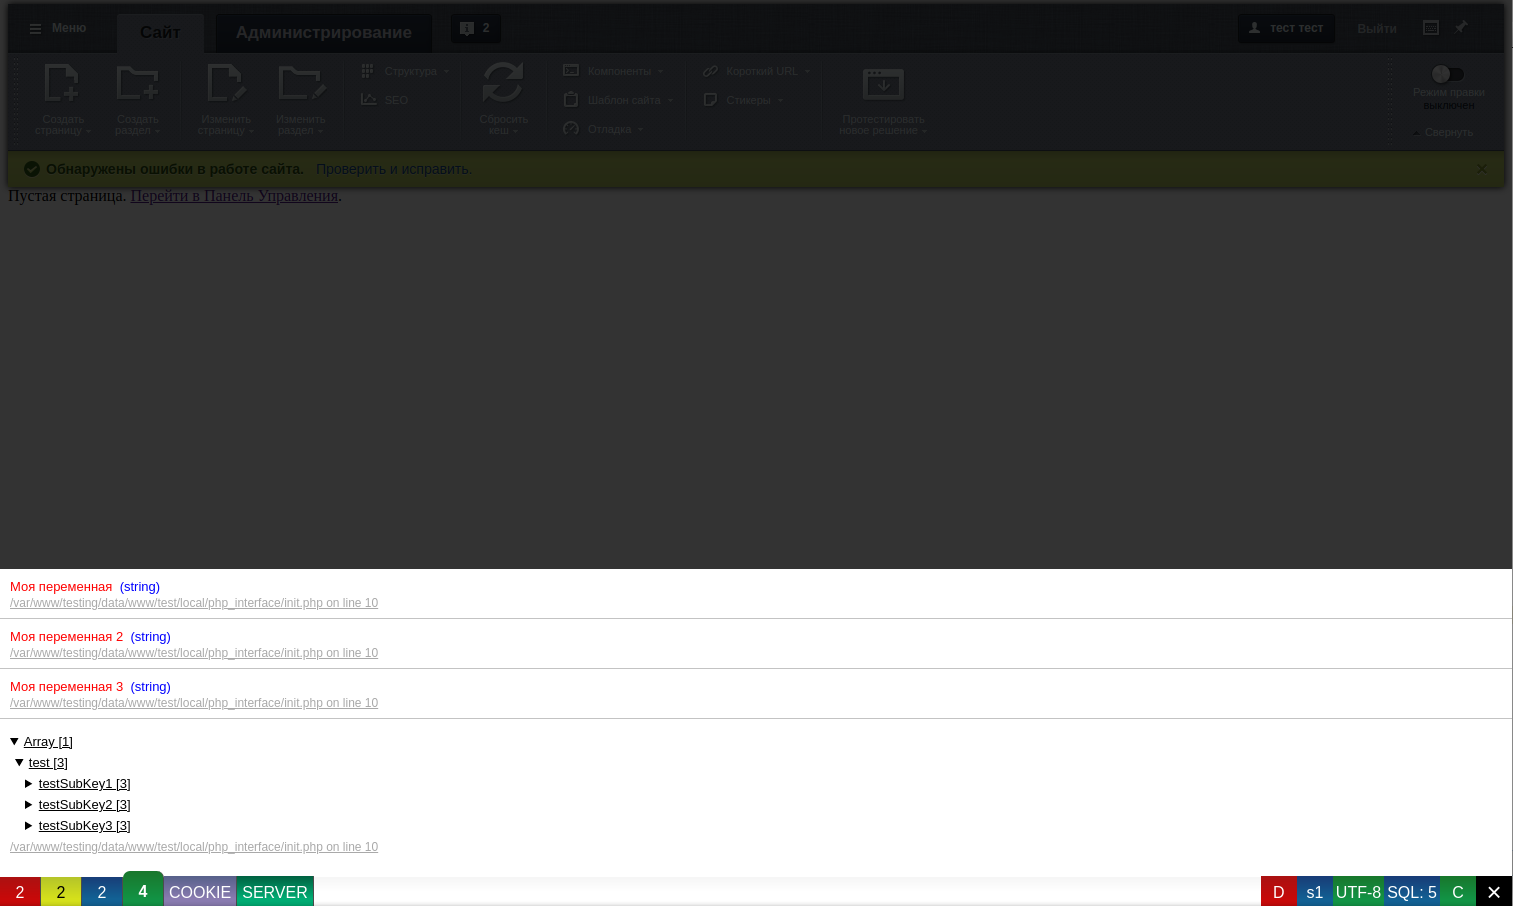 Меню Сайт Администрирование 2 тест тест Выйти
Структура Компоненты Короткий URL
SEO Шаблон сайта Стикеры
Создать страницу Создать раздел Изменить страницу Изменить раздел Сбросить кеш Отладка Протестировать новое решение
Режим правки
выключен
Свернуть
Обнаружены ошибки в работе сайта. Проверить и исправить.
Пустая страница. Перейти в Панель Управления.
Моя переменная (string)
/var/www/testing/data/www/test/local/php_interface/init.php on line 10
Моя переменная 2 (string)
/var/www/testing/data/www/test/local/php_interface/init.php on line 10
Моя переменная 3 (string)
/var/www/testing/data/www/test/local/php_interface/init.php on line 10
Array [1]
test [3]
testSubKey1 [3]
testSubKey2 [3]
testSubKey3 [3]
/var/www/testing/data/www/test/local/php_interface/init.php on line 10
2 2 2 4 COOKIE SERVER D s1 UTF-8 SQL: 5 C ✕